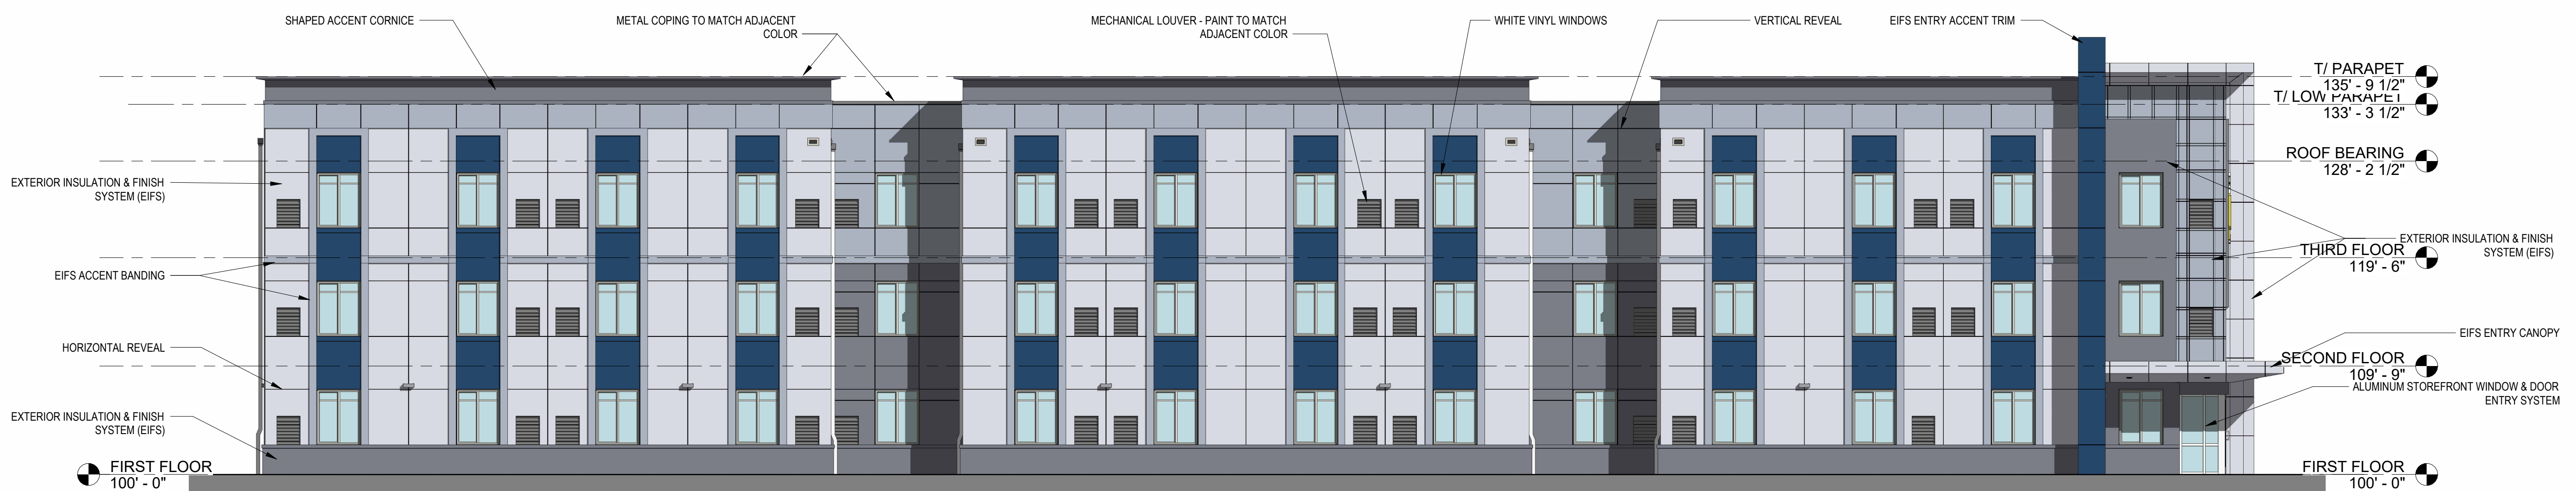 SHAPED ACCENT CORNICE
METAL COPING TO MATCH ADJACENT
COLOR
MECHANICAL LOUVER - PAINT TO MATCH
ADJACENT COLOR
WHITE VINYL WINDOWS
VERTICAL REVEAL
EIFS ENTRY ACCENT TRIM
T/ PARAPET
135' - 9 1/2"
T/ LOW PARAPET
133' - 3 1/2"
ROOF BEARING
128' - 2 1/2"
EXTERIOR INSULATION & FINISH
SYSTEM (EIFS)
EXTERIOR INSULATION & FINISH
SYSTEM (EIFS)
THIRD FLOOR
119' - 6"
EIFS ACCENT BANDING
EIFS ENTRY CANOPY
HORIZONTAL REVEAL
SECOND FLOOR
109' - 9"
ALUMINUM STOREFRONT WINDOW & DOOR
ENTRY SYSTEM
EXTERIOR INSULATION & FINISH
SYSTEM (EIFS)
FIRST FLOOR
100' - 0"
FIRST FLOOR
100' - 0"